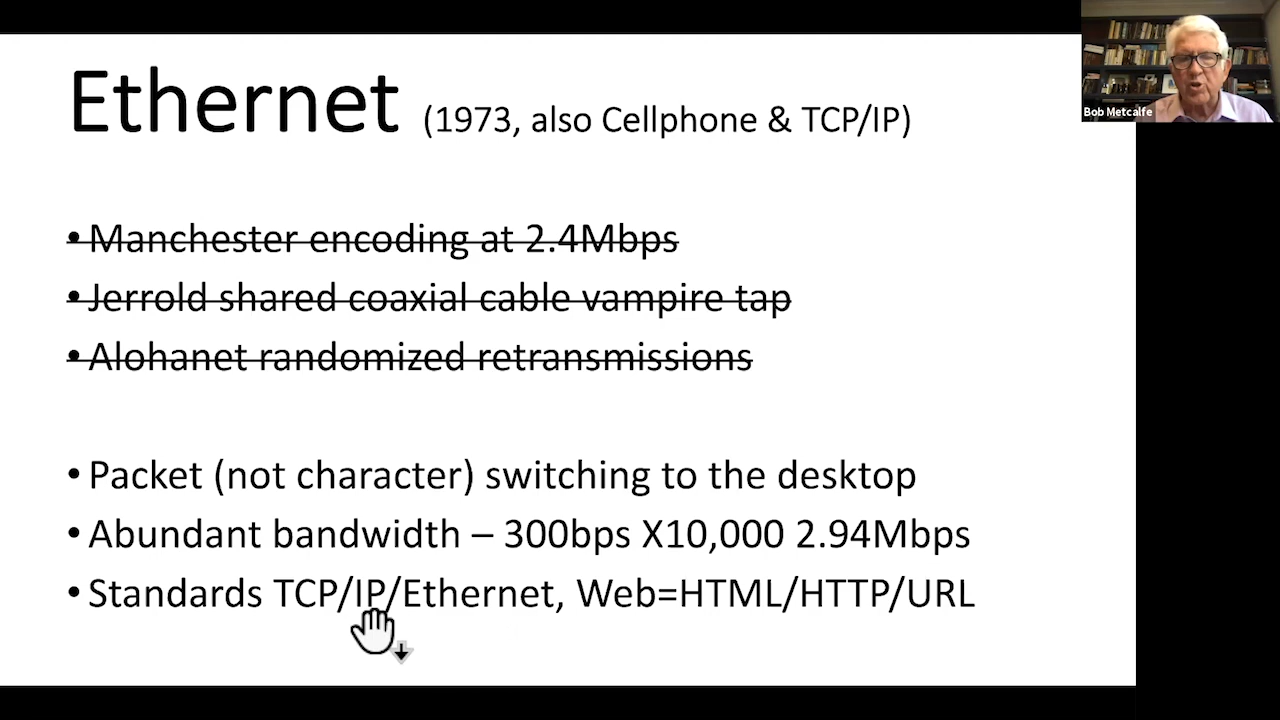 Ethernet (1973, also Cellphone & TCP/IP)
Bob Metcalfe
• Manchester encoding at 2.4Mbps
• Jerrold shared coaxial cable vampire tap
• Alohanet randomized retransmissions
• Packet (not character) switching to the desktop
• Abundant bandwidth – 300bps X10,000 2.94Mbps
• Standards TCP/IP/Ethernet, Web=HTML/HTTP/URL